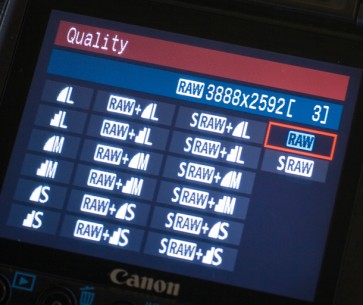 Quality
RAW 3888x2592[ 3]
L RAW+L SRAW+L RAW
L RAW+L SRAW+L SRAW
M RAW+M SRAW+M
M RAW+M SRAW+M
S RAW+S SRAW+S
S RAW+S SRAW+S
Canon